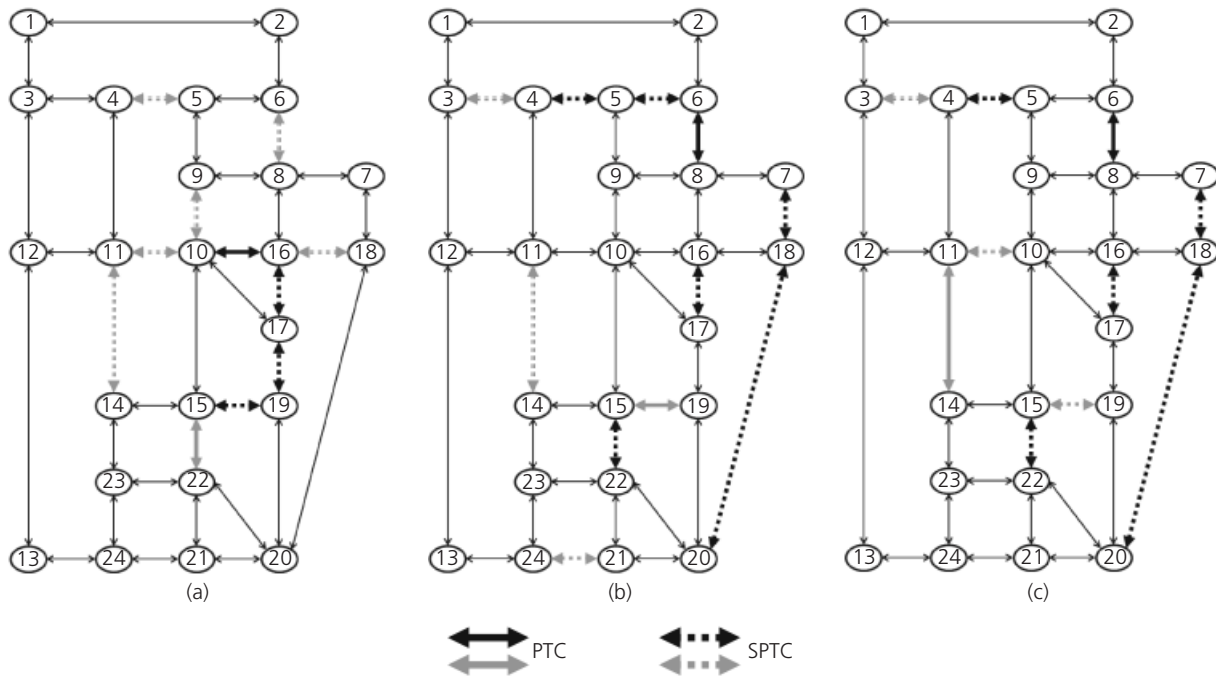 1 2 1 2 1 2
3 4 5 6 3 4 5 6 3 4 5 6
9 8 7 9 8 7 9 8 7
12 11 10 16 18 12 11 10 16 18 12 11 10 16 18
17 17 17
14 15 19 14 15 19 14 15 19
23 22 23 22 23 22
13 24 21 20 13 24 21 20 13 24 21 20
(a) (b) (c)
PTC SPTC